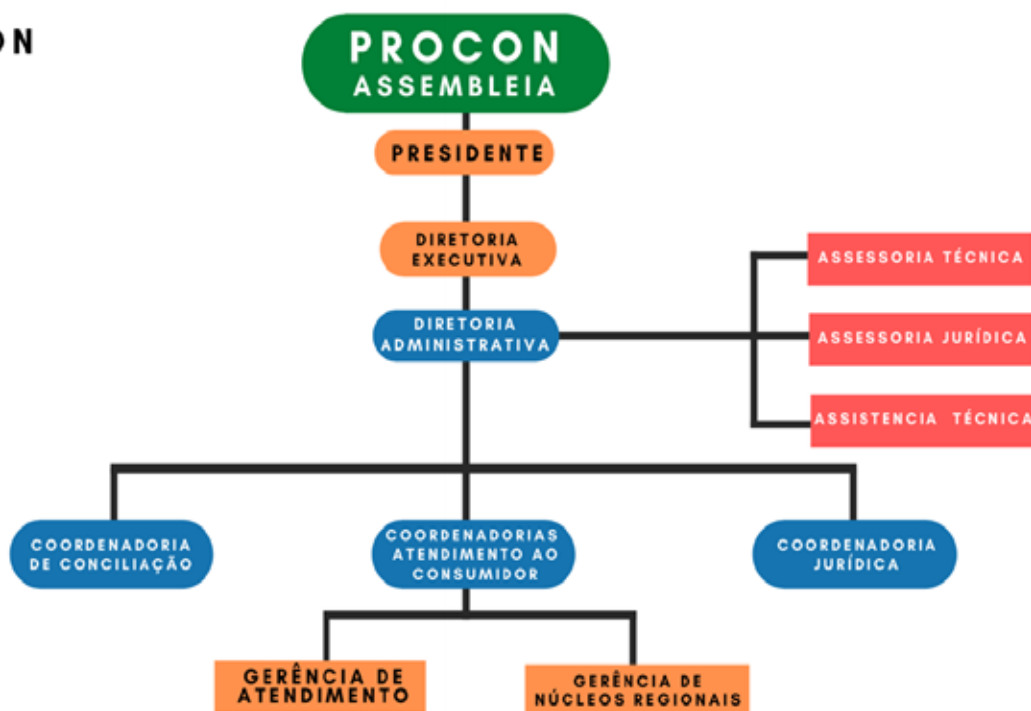 ON
PROCON
ASSEMBLEIA
PRESIDENTE
DIRETORIA
EXECUTIVA
DIRETORIA
ADMINISTRATIVA
ASSESSORIA TÉCNICA
ASSESSORIA JURÍDICA
ASSISTENCIA TÉCNICA
COORDENADORIA
DE CONCILIAÇÃO
COORDENADORIAS
ATENDIMENTO AO
CONSUMIDOR
COORDENADORIA
JURÍDICA
GERÊNCIA DE
ATENDIMENTO
GERÊNCIA DE
NÚCLEOS REGIONAIS